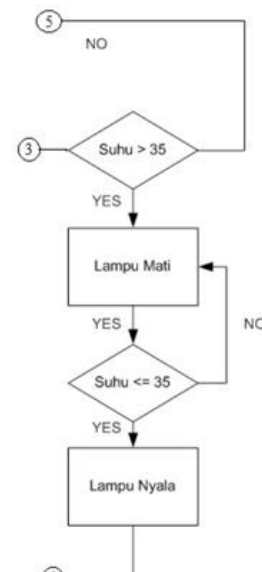 5
NO
3
Suhu > 35
YES
Lampu Mati
YES
NO
Suhu <= 35
YES
Lampu Nyala